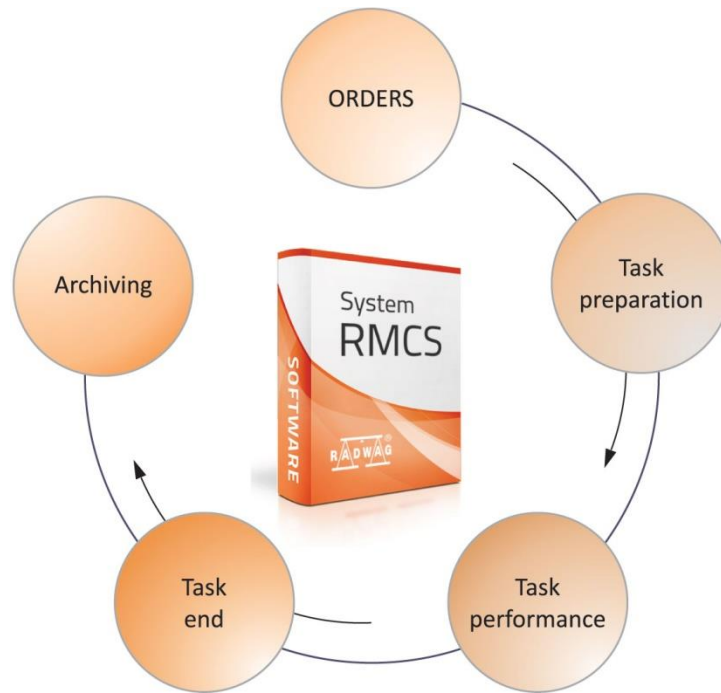 ORDERS
Task
preparation
Task
performance
Task
end
Archiving
System
RMCS
SOFTWARE
RADWAG®